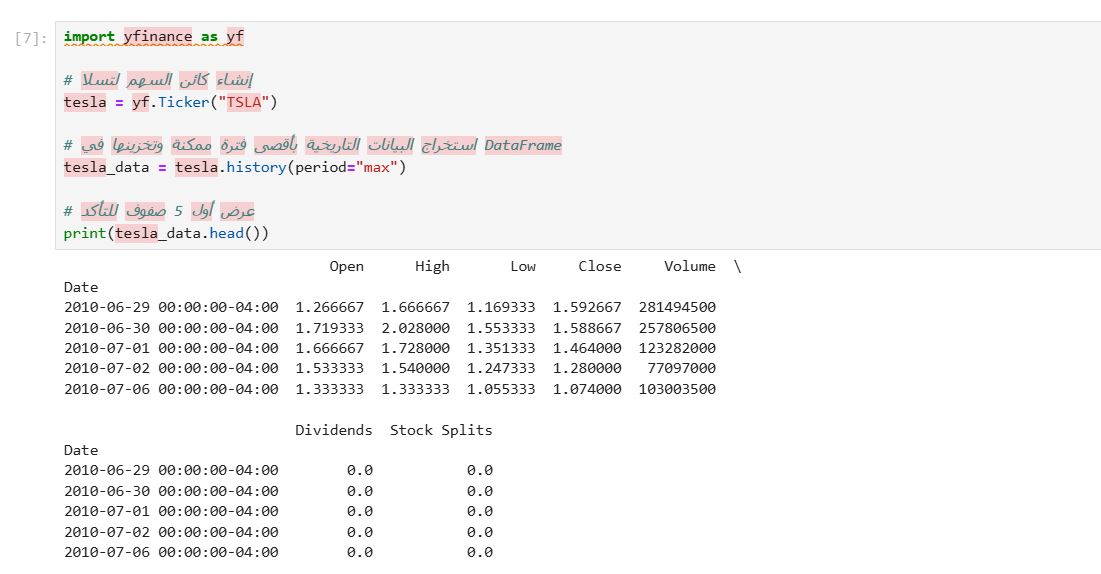 [7]:
import yfinance as yf
# إنشاء كائن السهم لتسلا
tesla = yf.Ticker("TSLA")
# استخراج البيانات التاريخية بأقصى فترة ممكنة وتخزينها في DataFrame
tesla_data = tesla.history(period="max")
# عرض أول 5 صفوف للتأكد
print(tesla_data.head())
Open High Low Close Volume \
Date
2010-06-29 00:00:00-04:00 1.266667 1.666667 1.169333 1.592667 281494500
2010-06-30 00:00:00-04:00 1.719333 2.028000 1.553333 1.588667 257806500
2010-07-01 00:00:00-04:00 1.666667 1.728000 1.351333 1.464000 123282000
2010-07-02 00:00:00-04:00 1.533333 1.540000 1.247333 1.280000 77097000
2010-07-06 00:00:00-04:00 1.333333 1.333333 1.055333 1.074000 103003500
Dividends Stock Splits
Date
2010-06-29 00:00:00-04:00 0.0 0.0
2010-06-30 00:00:00-04:00 0.0 0.0
2010-07-01 00:00:00-04:00 0.0 0.0
2010-07-02 00:00:00-04:00 0.0 0.0
2010-07-06 00:00:00-04:00 0.0 0.0